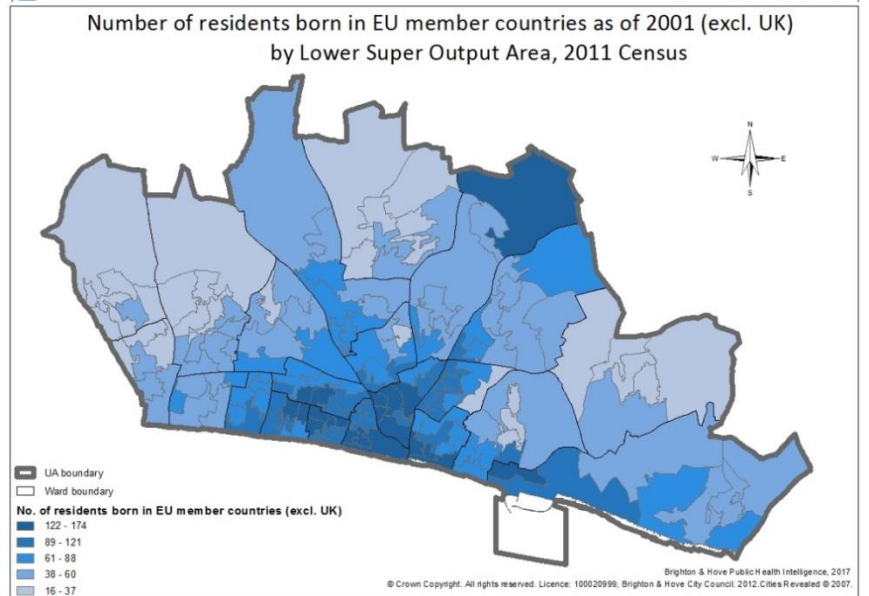 Number of residents born in EU member countries as of 2001 (excl. UK)
by Lower Super Output Area, 2011 Census
N
W
E
S
UA boundary
Ward boundary
No. of residents born in EU member countries (excl. UK)
122 - 174
89 - 121
61 - 88
38 - 60
16 - 37
Brighton & Hove Public Health Intelligence, 2017
© Crown Copyright. All rights reserved. Licence: 100020999, Brighton & Hove City Council. 2012.Cities Revealed © 2007.